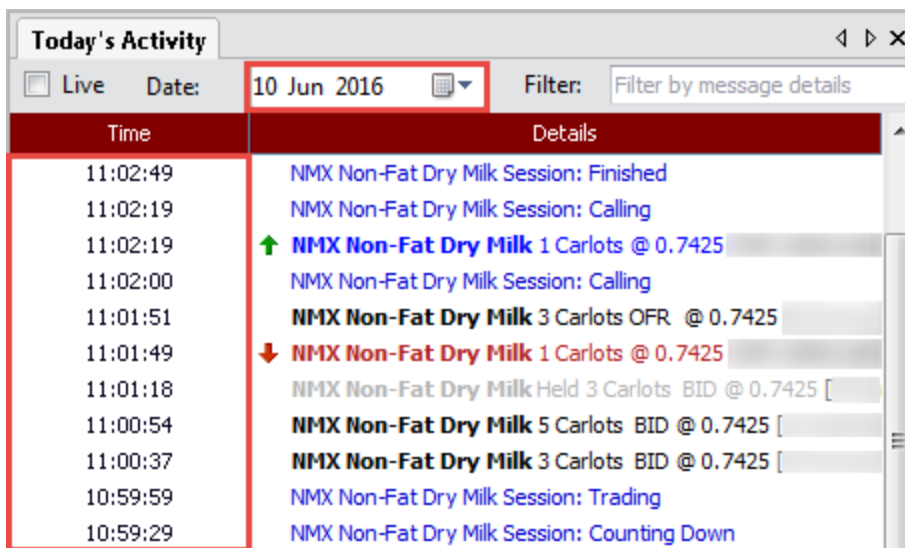 Today's Activity
Live Date: 10 Jun 2016 Filter: Filter by message details
Time Details
11:02:49 NMX Non-Fat Dry Milk Session: Finished
11:02:19 NMX Non-Fat Dry Milk Session: Calling
11:02:19 NMX Non-Fat Dry Milk 1 Carlots @ 0.7425
11:02:00 NMX Non-Fat Dry Milk Session: Calling
11:01:51 NMX Non-Fat Dry Milk 3 Carlots OFR @ 0.7425
11:01:49 NMX Non-Fat Dry Milk 1 Carlots @ 0.7425
11:01:18 NMX Non-Fat Dry Milk Held 3 Carlots BID @ 0.7425 [
11:00:54 NMX Non-Fat Dry Milk 5 Carlots BID @ 0.7425 [
11:00:37 NMX Non-Fat Dry Milk 3 Carlots BID @ 0.7425 [
10:59:59 NMX Non-Fat Dry Milk Session: Trading
10:59:29 NMX Non-Fat Dry Milk Session: Counting Down